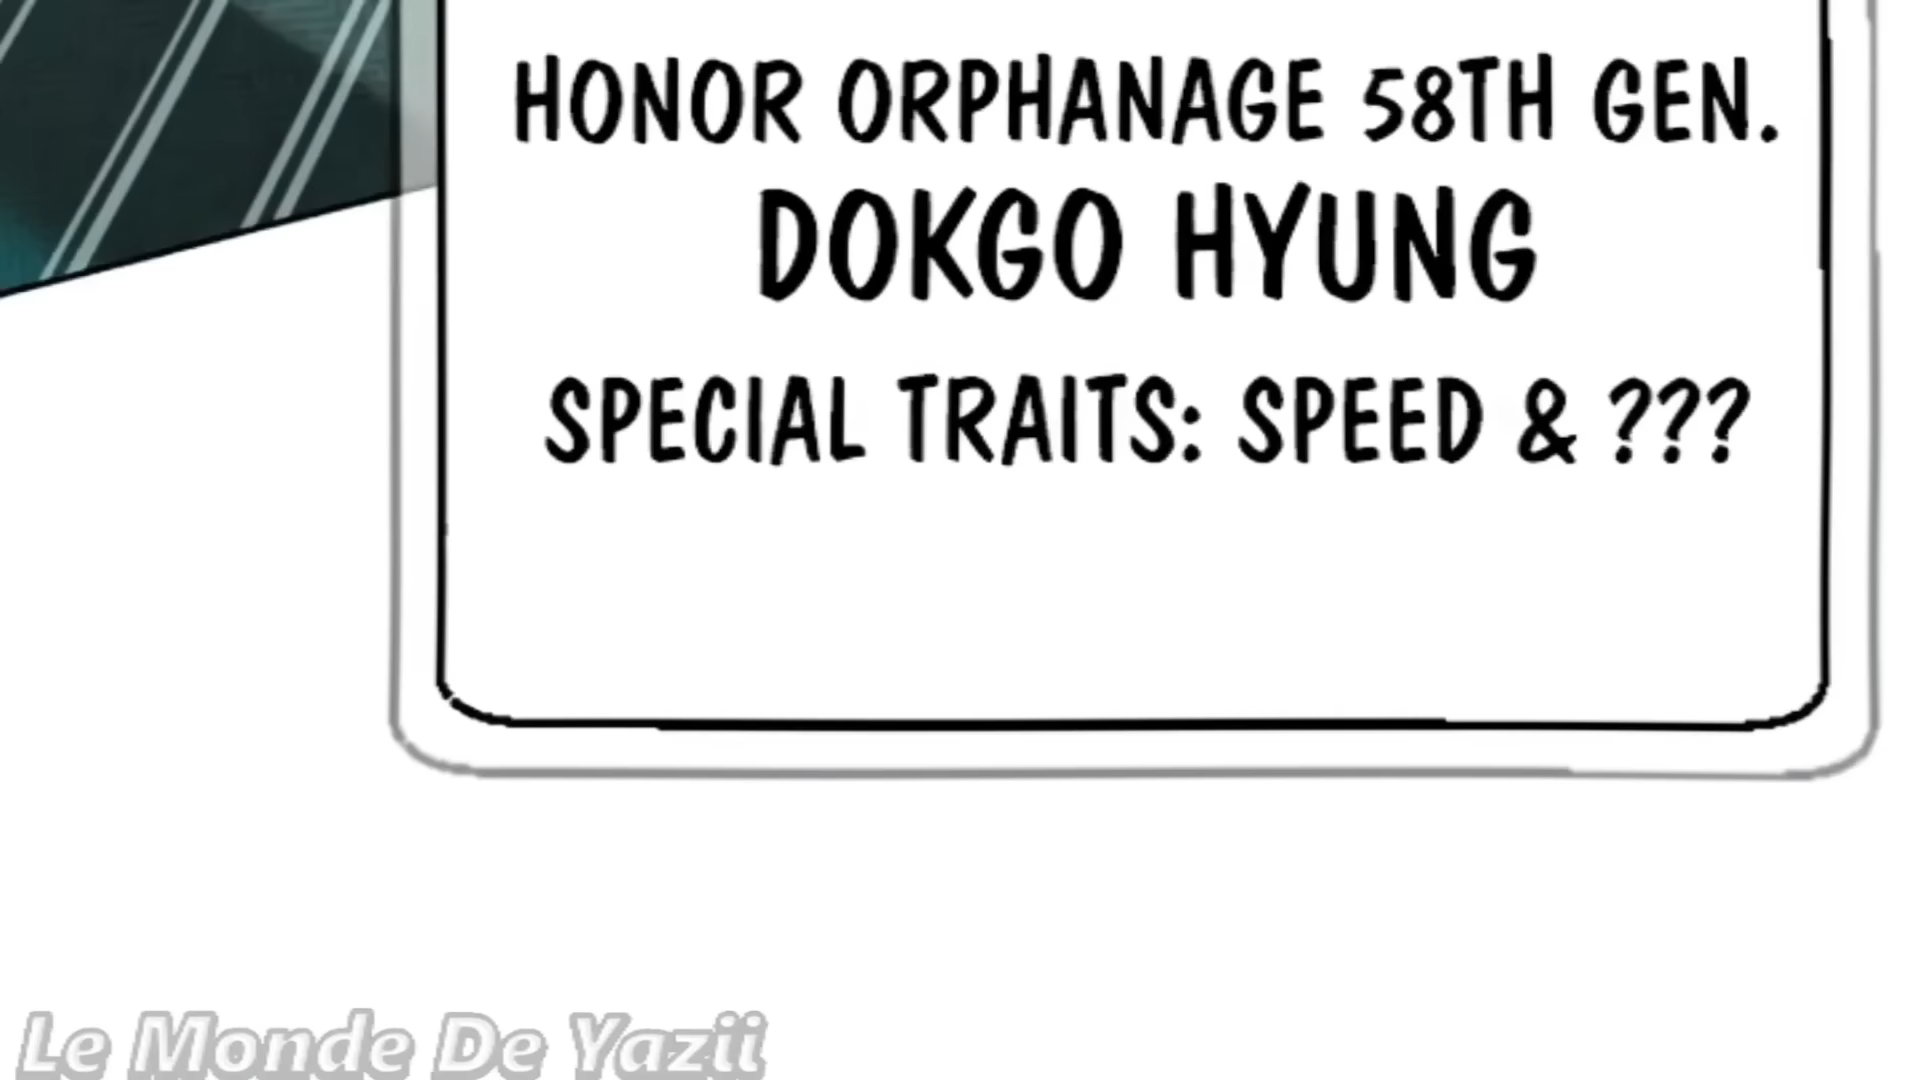 HONOR ORPHANAGE 58TH GEN.
DOKGO HYUNG
SPECIAL TRAITS: SPEED & ???
Le Monde De Yazii